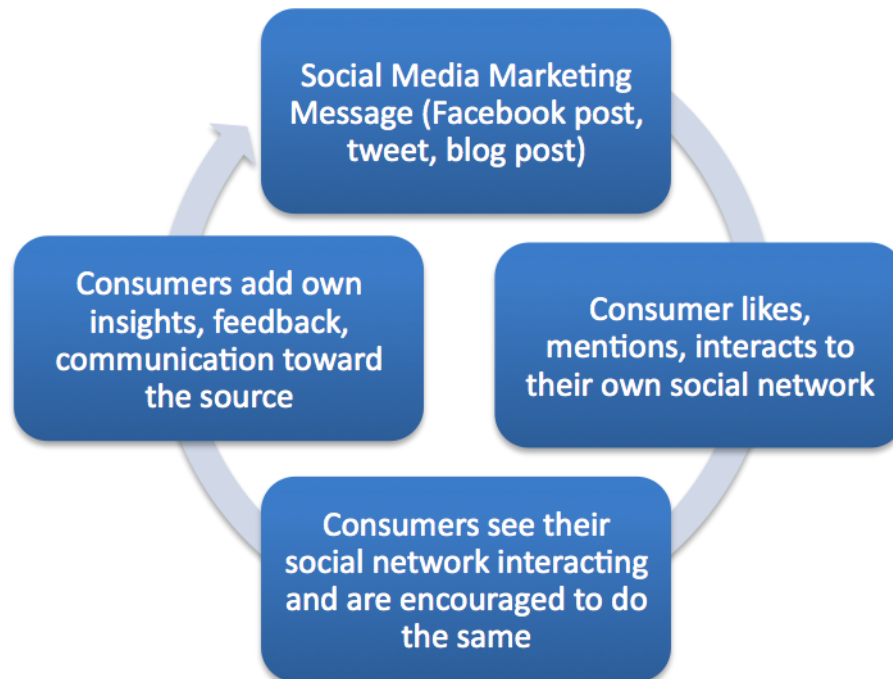 Social Media Marketing
Message (Facebook post,
tweet, blog post)
Consumer likes,
mentions, interacts to
their own social network
Consumers see their
social network interacting
and are encouraged to do
the same
Consumers add own
insights, feedback,
communication toward
the source